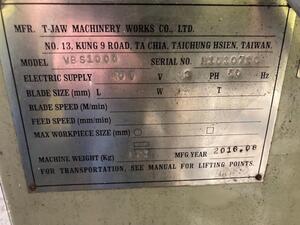 MFR. T-JAW MACHINERY WORKS CO., LTD.
NO. 13, KUNG 9 ROAD, TA CHIA, TAICHUNG HSIEN, TAIWAN.
MODEL VBS1000 SERIAL NO.
ELECTRIC SUPPLY V PH Hz
BLADE SIZE (mm) L W
BLADE SPEED (M/min)
FEED SPEED (mm/min)
MAX WORKPIECE SIZE (m)
MACHINE WEIGHT (Kg) MFG YEAR 2016.08
FOR TRANSPORTATION, SEE MANUAL FOR LIFTING POINTS.